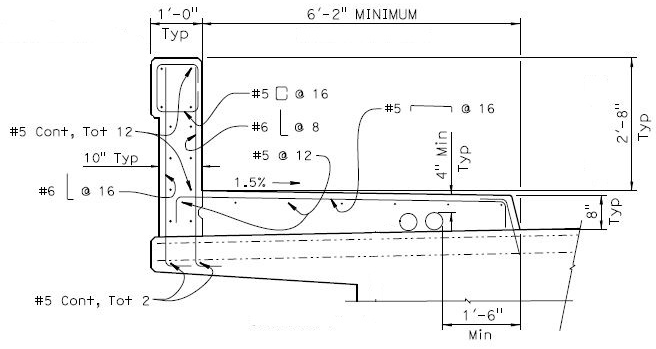 1'-0"
Typ
6'-2" MINIMUM
#5 @ 16
#5 @ 16
#5 Cont, Tot 12
#6 @ 8
#5 @ 12
4" Min
Typ
2'-8"
Typ
10" Typ
1.5%
#6 @ 16
8"
Typ
#5 Cont, Tot 2
1'-6"
Min